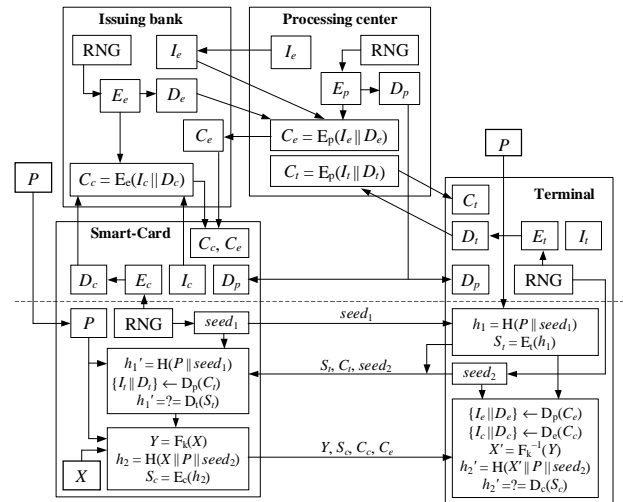 Issuing bank
Processing center
RNG
I_e
I_e
RNG
E_e
D_e
E_p
D_p
C_e
C_e = E_p(I_e || D_e)
P
P
C_c = E_e(I_c || D_c)
C_t = E_p(I_t || D_t)
C_t
Terminal
Smart-Card
C_c, C_e
D_t
E_t
I_t
D_c
E_c
I_c
D_p
D_p
RNG
P
RNG
seed_1
seed_1
h_1 = H(P || seed_1)
S_t = E_t(h_1)
h_1' = H(P || seed_1)
{I_t || D_t} ← D_p(C_t)
h_1' =?= D_t(S_t)
S_t, C_t, seed_2
seed_2
{I_e || D_e} ← D_p(C_e)
{I_c || D_c} ← D_e(C_c)
X' = F_k^{-1}(Y)
h_2' = H(X' || P || seed_2)
h_2' =?= D_c(S_c)
Y = F_k(X)
h_2 = H(X || P || seed_2)
S_c = E_c(h_2)
Y, S_c, C_c, C_e
X